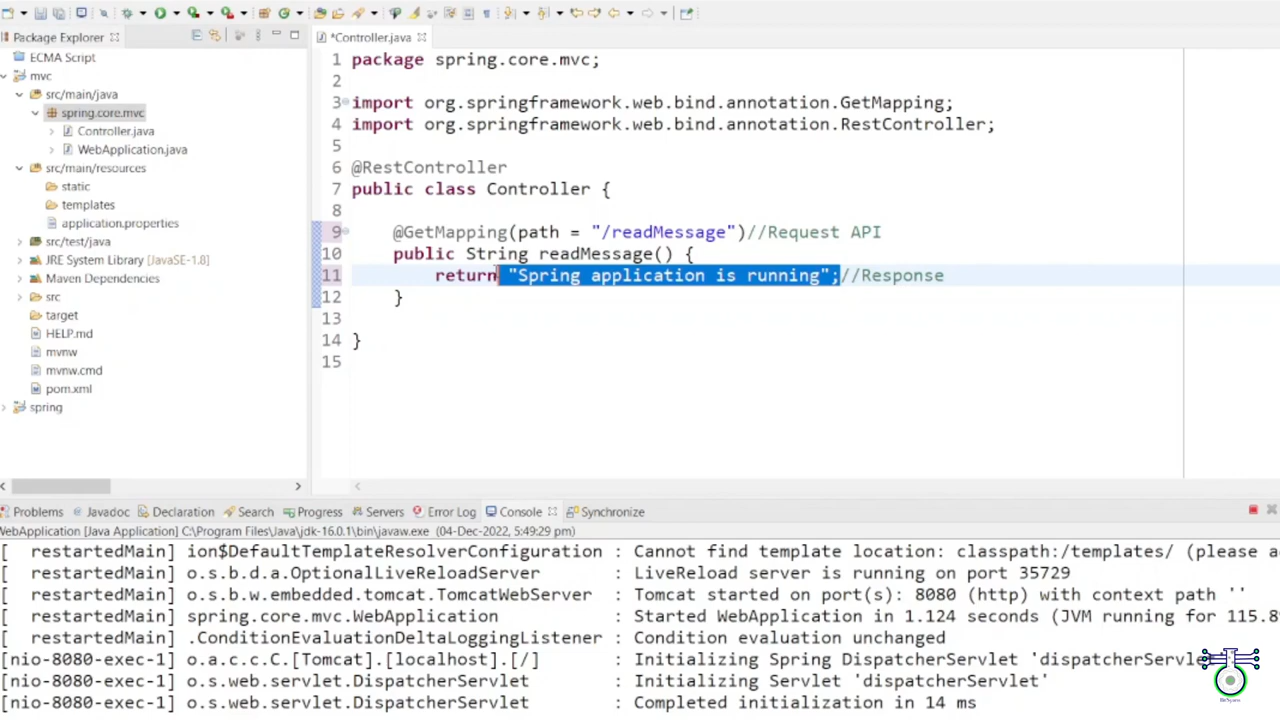 Package Explorer
*Controller.java
ECMA Script
mvc
src/main/java
spring.core.mvc
Controller.java
WebApplication.java
src/main/resources
static
templates
application.properties
src/test/java
JRE System Library [JavaSE-1.8]
Maven Dependencies
src
target
HELP.md
mvnw
mvnw.cmd
pom.xml
spring
1 package spring.core.mvc;
2
3 import org.springframework.web.bind.annotation.GetMapping;
4 import org.springframework.web.bind.annotation.RestController;
5
6 @RestController
7 public class Controller {
8
9 @GetMapping(path = "/readMessage")//Request API
10 public String readMessage() {
11 return "Spring application is running";//Response
12 }
13
14 }
15
Problems Javadoc Declaration Search Progress Servers Error Log Console Synchronize
WebApplication [Java Application] C:\Program Files\Java\jdk-16.0.1\bin\javaw.exe (04-Dec-2022, 5:49:29 pm)
[ restartedMain] ion$DefaultTemplateResolverConfiguration : Cannot find template location: classpath:/templates/ (please a
[ restartedMain] o.s.b.d.a.OptionalLiveReloadServer : LiveReload server is running on port 35729
[ restartedMain] o.s.b.w.embedded.tomcat.TomcatWebServer : Tomcat started on port(s): 8080 (http) with context path ''
[ restartedMain] spring.core.mvc.WebApplication : Started WebApplication in 1.124 seconds (JVM running for 115.8
[ restartedMain] .ConditionEvaluationDeltaLoggingListener : Condition evaluation unchanged
[nio-8080-exec-1] o.a.c.c.C.[Tomcat].[localhost].[/] : Initializing Spring DispatcherServlet 'dispatcherServle
[nio-8080-exec-1] o.s.web.servlet.DispatcherServlet : Initializing Servlet 'dispatcherServlet'
[nio-8080-exec-1] o.s.web.servlet.DispatcherServlet : Completed initialization in 14 ms